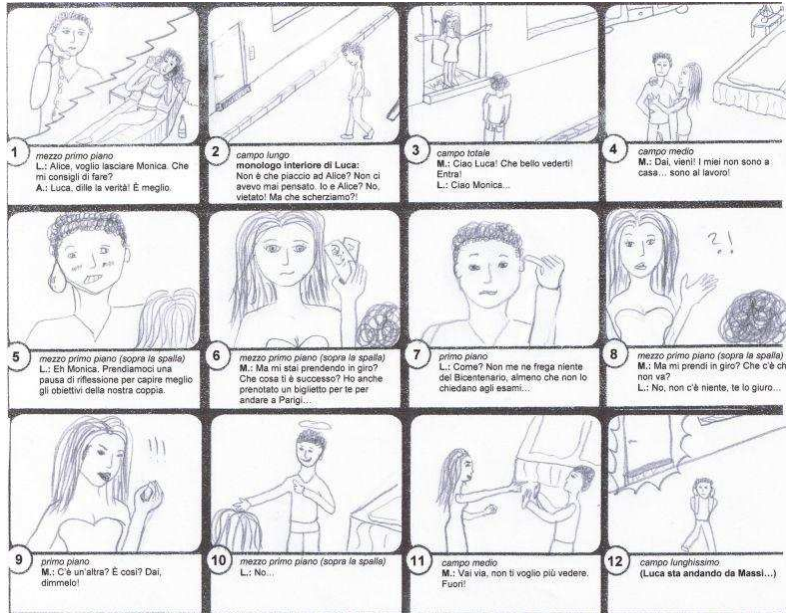 1
mezzo primo piano
L.: Alice, voglio lasciare Monica. Che
mi consigli di fare?
A.: Luca, dille la verità! È meglio.
2
campo lungo
monologo interiore di Luca:
Non è che piaccio ad Alice? Non ci
avevo mai pensato. Io e Alice? No,
vietato! Ma che scherziamo?!
3
campo totale
M.: Ciao Luca! Che bello vederti!
Entra!
L.: Ciao Monica...
4
campo medio
M.: Dai, vieni! I miei non sono a
casa... sono al lavoro!
5
mezzo primo piano (sopra la spalla)
L.: Eh Monica. Prendiamoci una
pausa di riflessione per capire meglio
gli obiettivi della nostra coppia.
6
mezzo primo piano (sopra la spalla)
M.: Ma mi stai prendendo in giro?
Che cosa ti è successo? Ho anche
prenotato un biglietto per te per
andare a Parigi...
7
primo piano
L.: Come? Non me ne frega niente
del Bicentenario, almeno che non lo
chiedano agli esami...
?!
8
mezzo primo piano (sopra la spalla)
M.: Ma mi prendi in giro? Che c'è ch
non va?
L.: No, non c'è niente, te lo giuro...
!!!
9
primo piano
M.: C'è un'altra? È così? Dai,
dimmelo!
10
mezzo primo piano (sopra la spalla)
L.: No...
11
campo medio
M.: Vai via, non ti voglio più vedere.
Fuori!
12
campo lunghissimo
(Luca sta andando da Massi...)